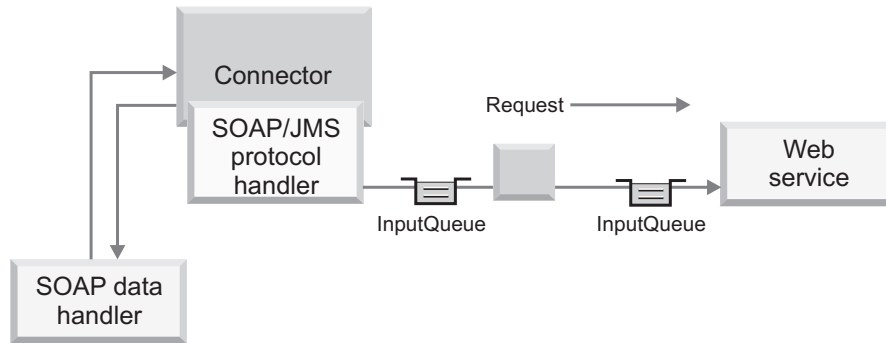 Connector
SOAP/JMS
protocol
handler
Request
Web
service
InputQueue
InputQueue
SOAP data
handler